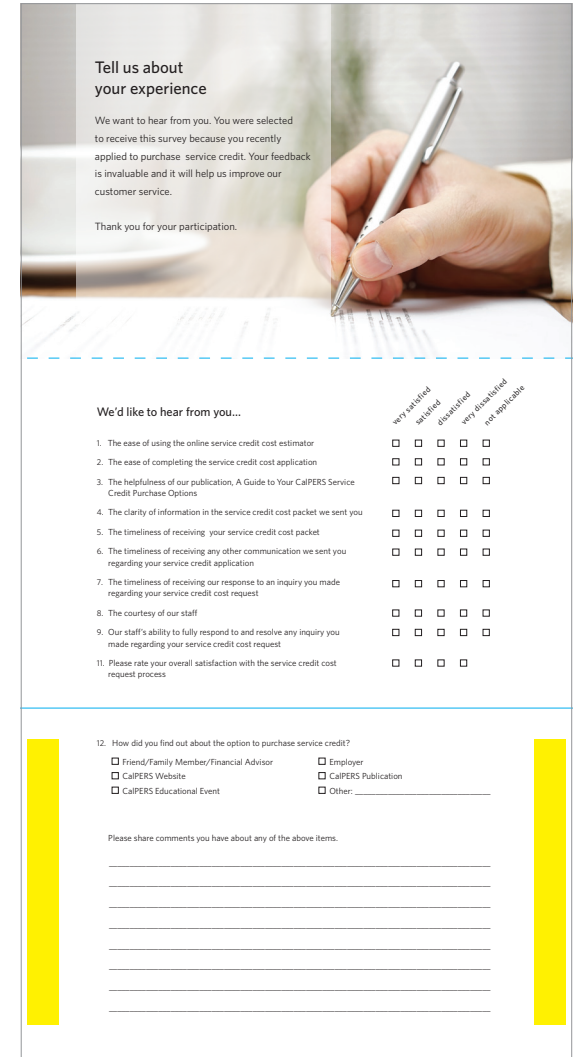 Tell us about
your experience
We want to hear from you. You were selected
to receive this survey because you recently
applied to purchase service credit. Your feedback
is invaluable and it will help us improve our
customer service.
Thank you for your participation.
We'd like to hear from you...
very satisfied
satisfied
dissatisfied
very dissatisfied
not applicable
1. The ease of using the online service credit cost estimator
2. The ease of completing the service credit cost application
3. The helpfulness of our publication, A Guide to Your CalPERS Service
Credit Purchase Options
4. The clarity of information in the service credit cost packet we sent you
5. The timeliness of receiving your service credit cost packet
6. The timeliness of receiving any other communication we sent you
regarding your service credit application
7. The timeliness of receiving our response to an inquiry you made
regarding your service credit cost request
8. The courtesy of our staff
9. Our staff's ability to fully respond to and resolve any inquiry you
made regarding your service credit cost request
11. Please rate your overall satisfaction with the service credit cost
request process
12. How did you find out about the option to purchase service credit?
Friend/Family Member/Financial Advisor
Employer
CalPERS Website
CalPERS Publication
CalPERS Educational Event
Other:
Please share comments you have about any of the above items.